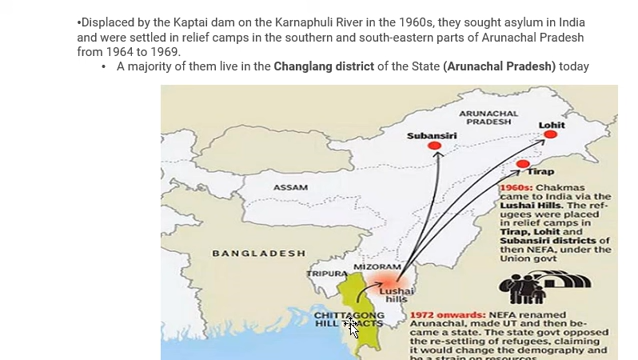 •Displaced by the Kaptai dam on the Karnaphuli River in the 1960s, they sought asylum in India
and were settled in relief camps in the southern and south-eastern parts of Arunachal Pradesh
from 1964 to 1969.
• A majority of them live in the Changlang district of the State (Arunachal Pradesh) today
ARUNACHAL
PRADESH
Subansiri
Lohit
Tirap
ASSAM
1960s: Chakmas
came to India via the
Lushai Hills. The ref-
ugees were placed
in relief camps in
Tirap, Lohit and
Subansiri districts of
then NEFA, under the
Union govt
BANGLADESH
MIZORAM
TRIPURA
Lushai
hills
CHITTAGONG
HILL TRACTS
1972 onwards: NEFA renamed
Arunachal, made UT and then be-
came a state. The state govt opposed
the re-settling of refugees, claiming
it would change the demography and
be a strain on resources